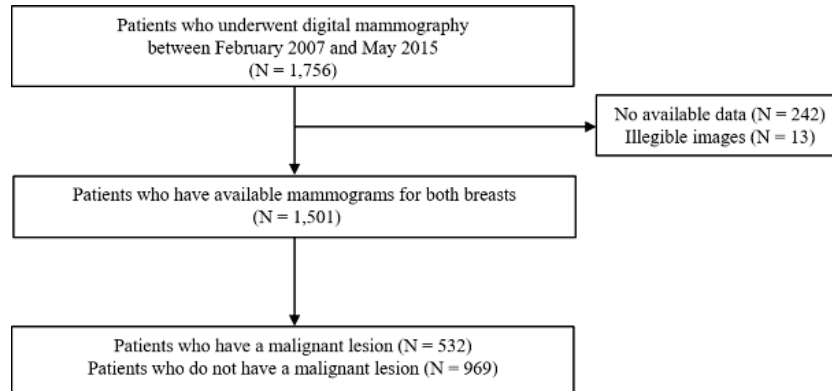 Patients who underwent digital mammography
between February 2007 and May 2015
(N = 1,756)
No available data (N = 242)
Illegible images (N = 13)
Patients who have available mammograms for both breasts
(N = 1,501)
Patients who have a malignant lesion (N = 532)
Patients who do not have a malignant lesion (N = 969)